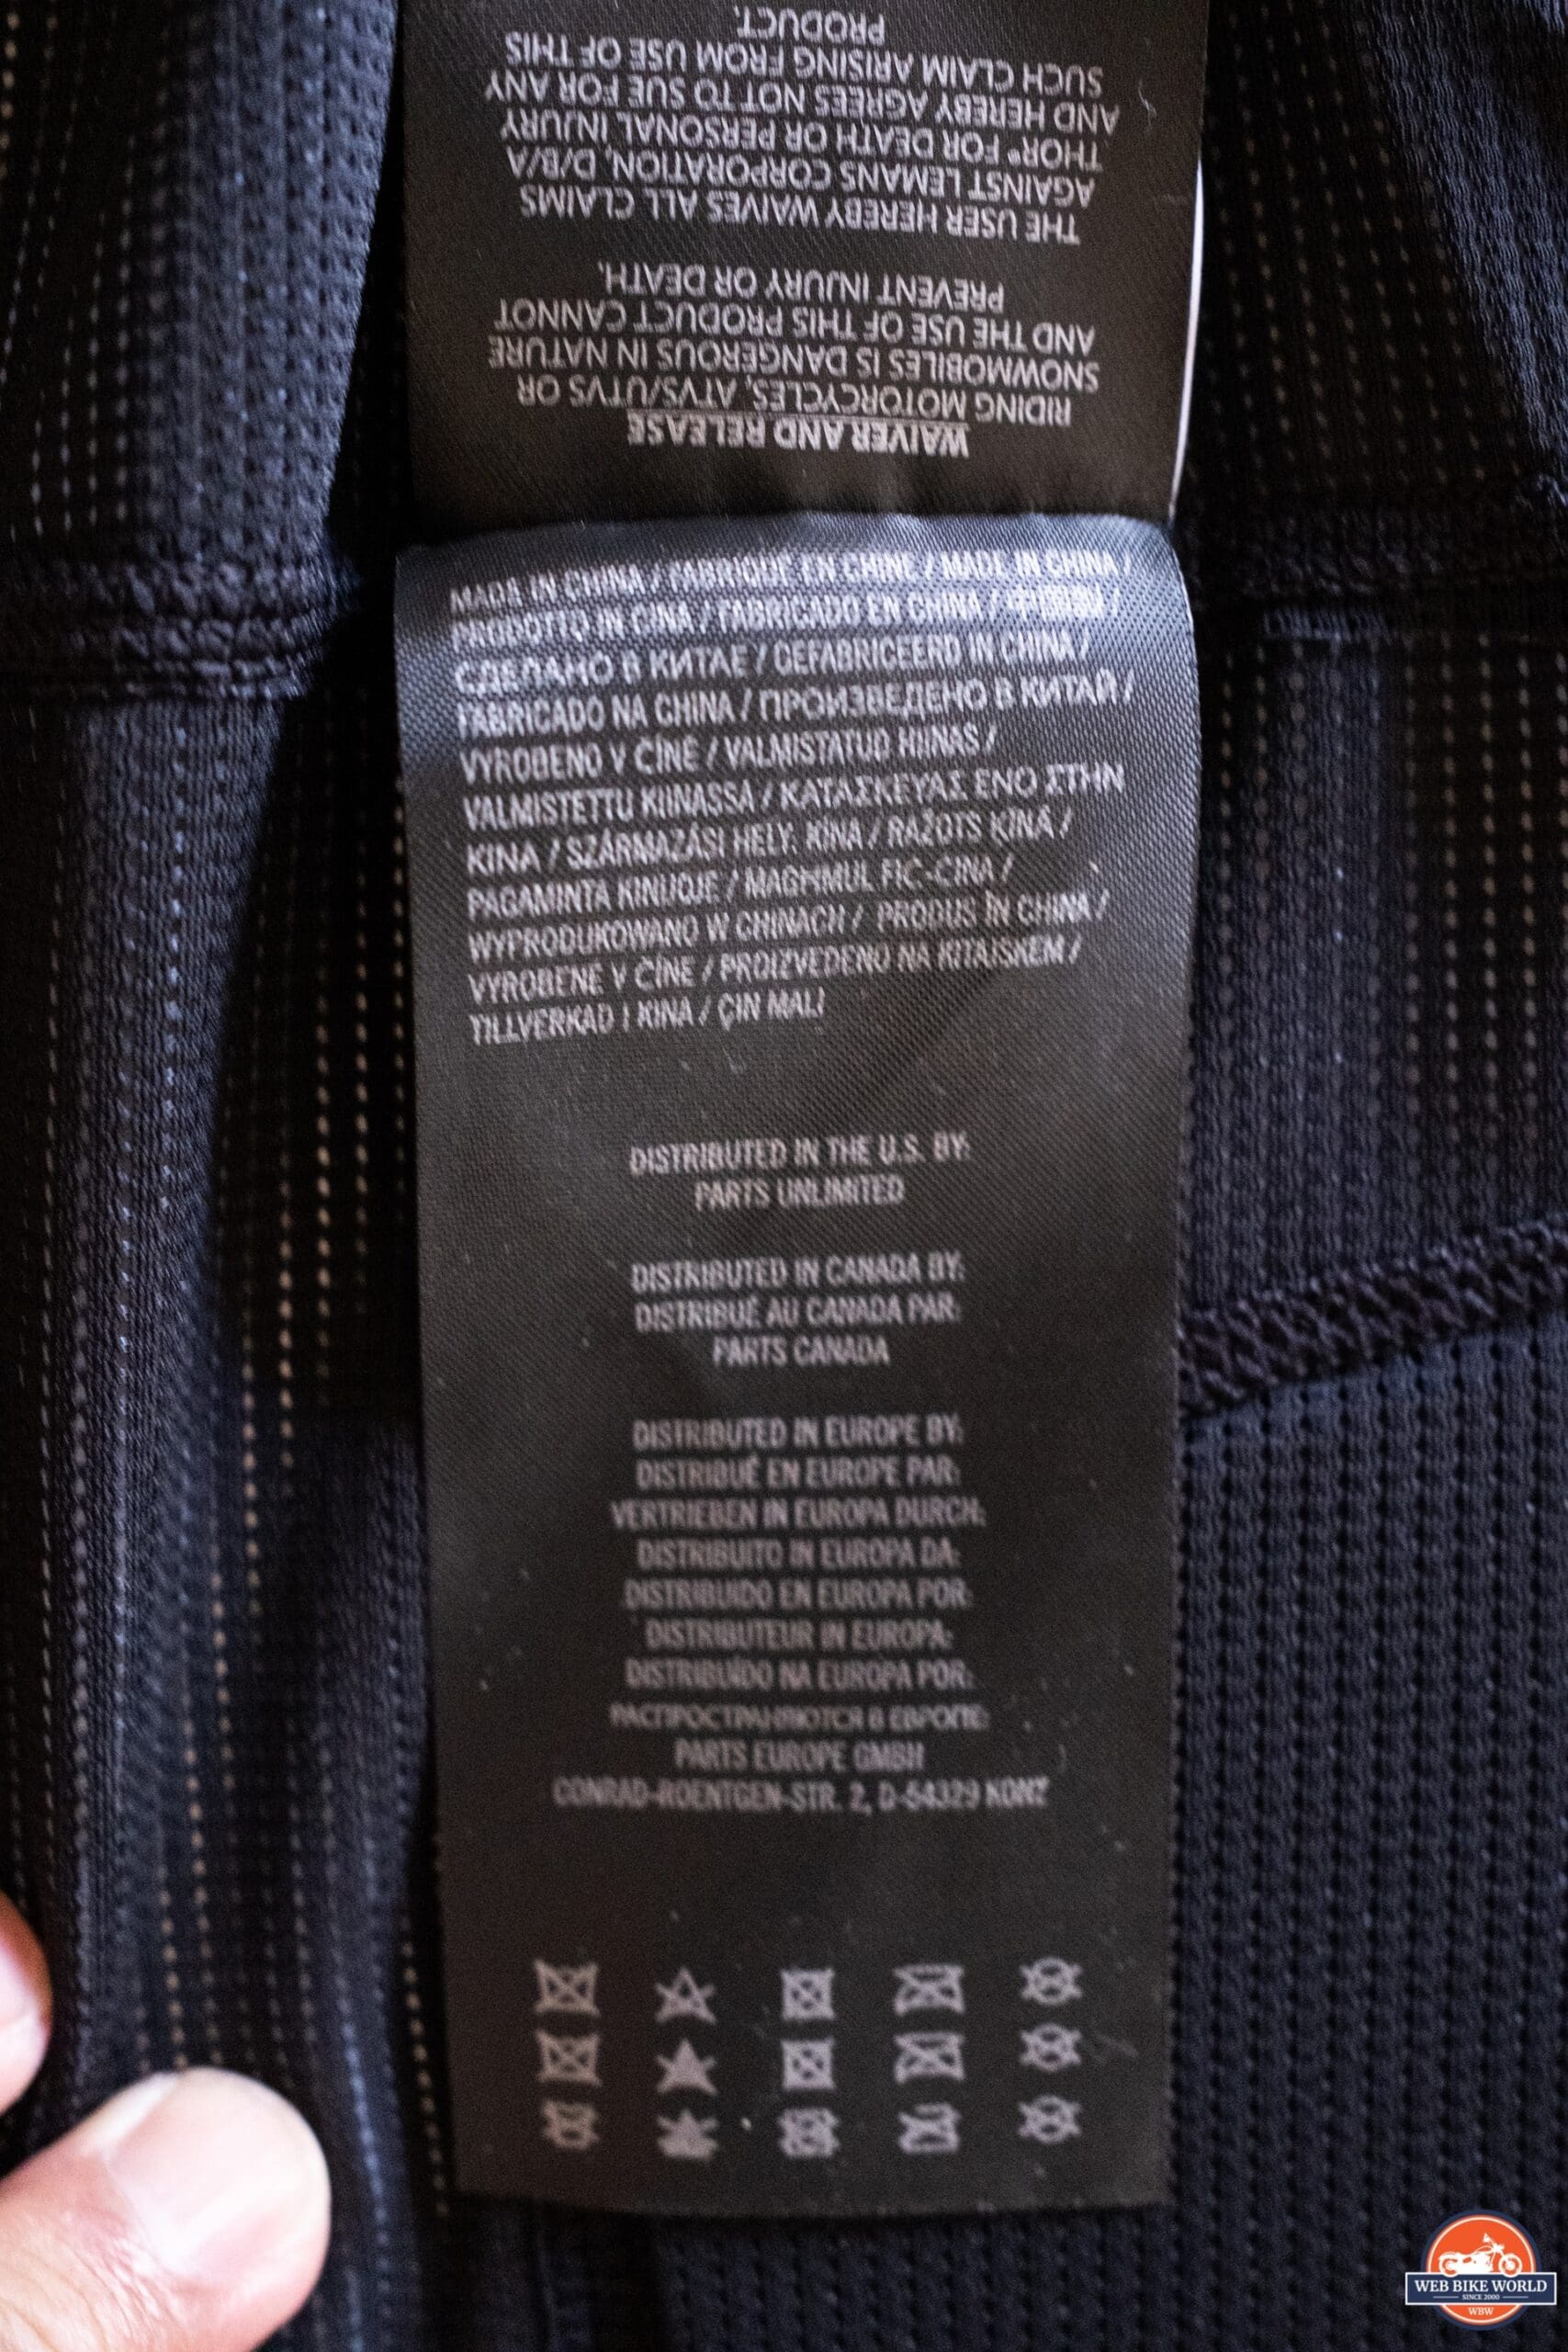 WAIVER AND RELEASE
RIDING MOTORCYCLES, ATVS/UTVS OR
SNOWMOBILES IS DANGEROUS IN NATURE
AND THE USE OF THIS PRODUCT CANNOT
PREVENT INJURY OR DEATH.
THE USER HEREBY WAIVES ALL CLAIMS
AGAINST LEMANS CORPORATION, D/B/A
THOR® FOR DEATH OR PERSONAL INJURY
AND HEREBY AGREES NOT TO SUE FOR ANY
SUCH CLAIM ARISING FROM USE OF THIS
PRODUCT.
MADE IN CHINA / FABRIQUÉ EN CHINE / MADE IN CHINA /
PRODOTTO IN CINA / FABRICADO EN CHINA / /
СДЕЛАНО В КИТАЕ / GEFABRICEERD IN CHINA /
FABRICADO NA CHINA / ПРОИЗВЕДЕНО В КИТАЙ /
VYROBENO V ČÍNĚ / VALMISTATUD HIINAS /
VALMISTETTU KIINASSA / ΚΑΤΑΣΚΕΥΑΣ ΕΝΟ ΣΤΗΝ
ΚΙΝΑ / SZÁRMAZÁSI HELY: KÍNA / RAŽOTS ĶĪNĀ /
PAGAMINTA KINIJOJE / MAGHMUL FIĊ-ĊINA /
WYPRODUKOWANO W CHINACH / PRODUS ÎN CHINA /
VYROBENÉ V ČÍNE / PROIZVEDENO NA KITAJSKEM /
TILLVERKAD I KINA / ÇIN MALI
DISTRIBUTED IN THE U.S. BY:
PARTS UNLIMITED
DISTRIBUTED IN CANADA BY:
DISTRIBUÉ AU CANADA PAR:
PARTS CANADA
DISTRIBUTED IN EUROPE BY:
DISTRIBUÉ EN EUROPE PAR:
VERTRIEBEN IN EUROPA DURCH:
DISTRIBUITO IN EUROPA DA:
DISTRIBUIDO EN EUROPA POR:
DISTRIBUTEUR IN EUROPA:
DISTRIBUÍDO NA EUROPA POR:
РАСПРОСТРАНЯЮТСЯ В ЕВРОПЕ:
PARTS EUROPE GMBH
CONRAD-ROENTGEN-STR. 2, D-54329 KONZ
WEB BIKE WORLD
SINCE 2000
WBW